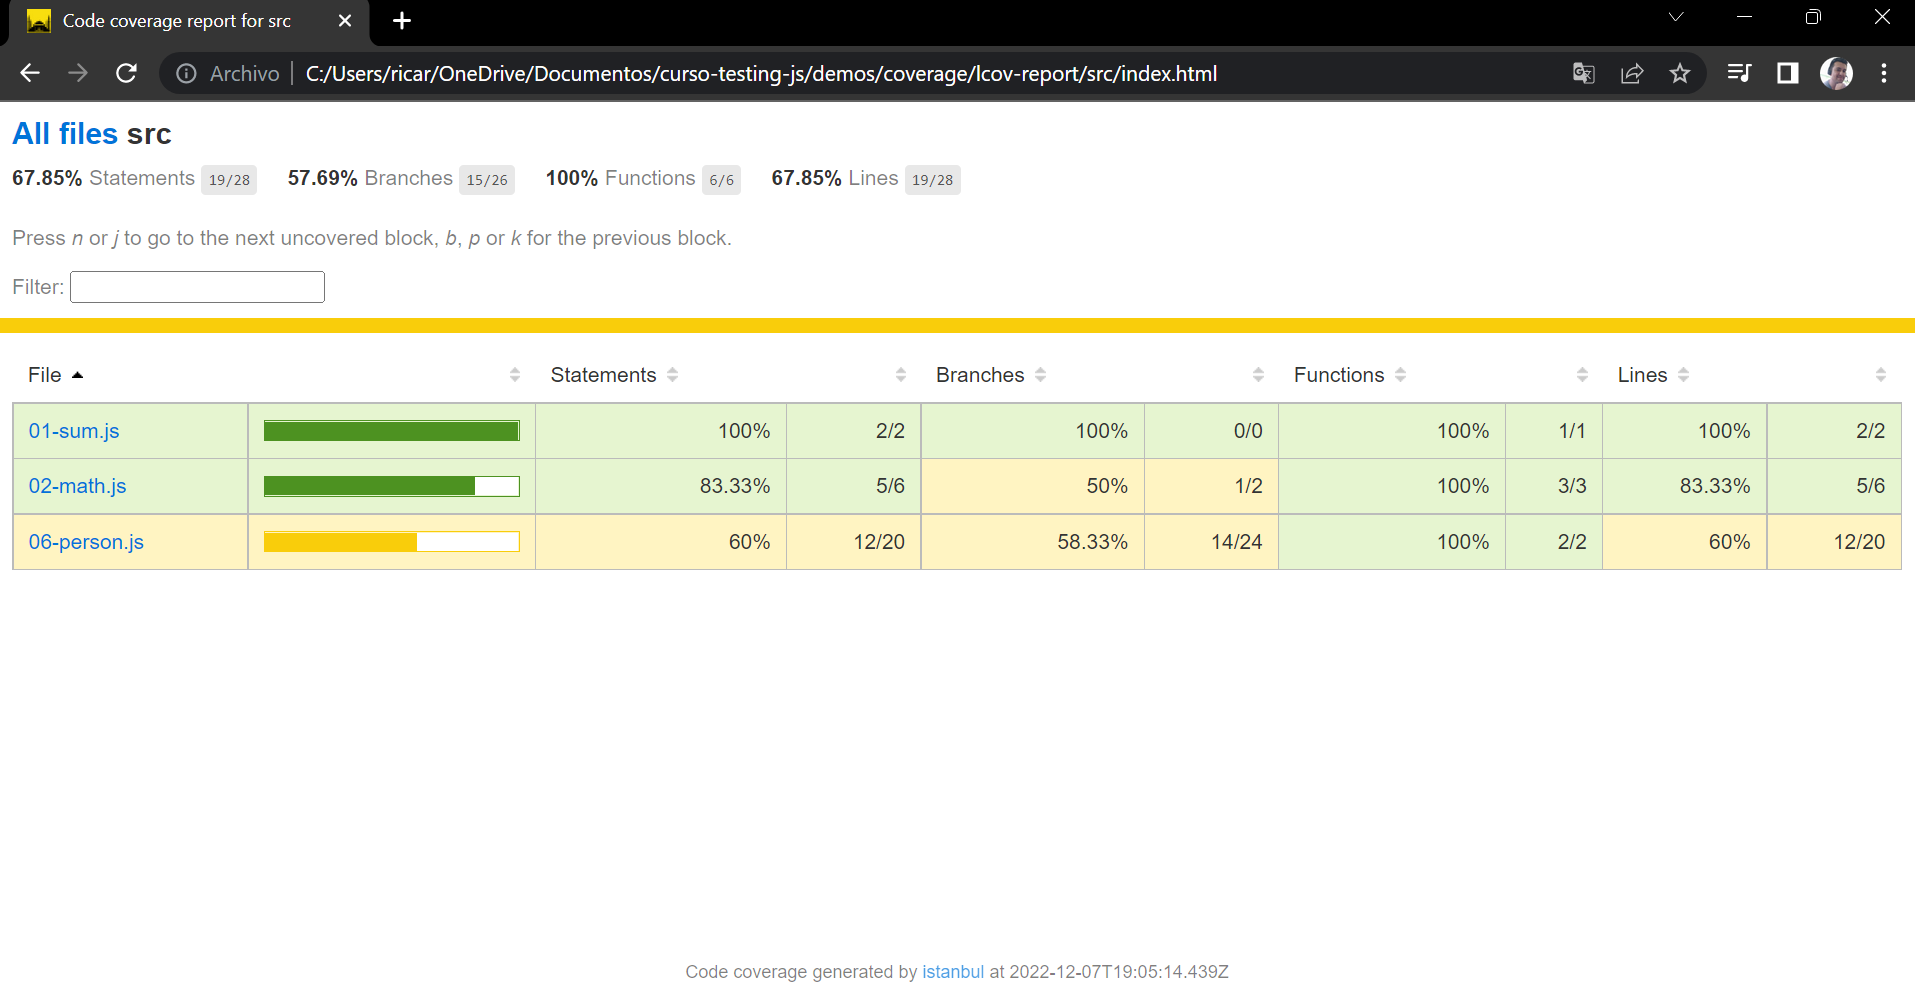 Code coverage report for src
Archivo C:/Users/ricar/OneDrive/Documentos/curso-testing-js/demos/coverage/lcov-report/src/index.html
All files src
67.85% Statements 19/28 57.69% Branches 15/26 100% Functions 6/6 67.85% Lines 19/28
Press n or j to go to the next uncovered block, b, p or k for the previous block.
Filter:
File Statements Branches Functions Lines
01-sum.js 100% 2/2 100% 0/0 100% 1/1 100% 2/2
02-math.js 83.33% 5/6 50% 1/2 100% 3/3 83.33% 5/6
06-person.js 60% 12/20 58.33% 14/24 100% 2/2 60% 12/20
Code coverage generated by istanbul at 2022-12-07T19:05:14.439Z